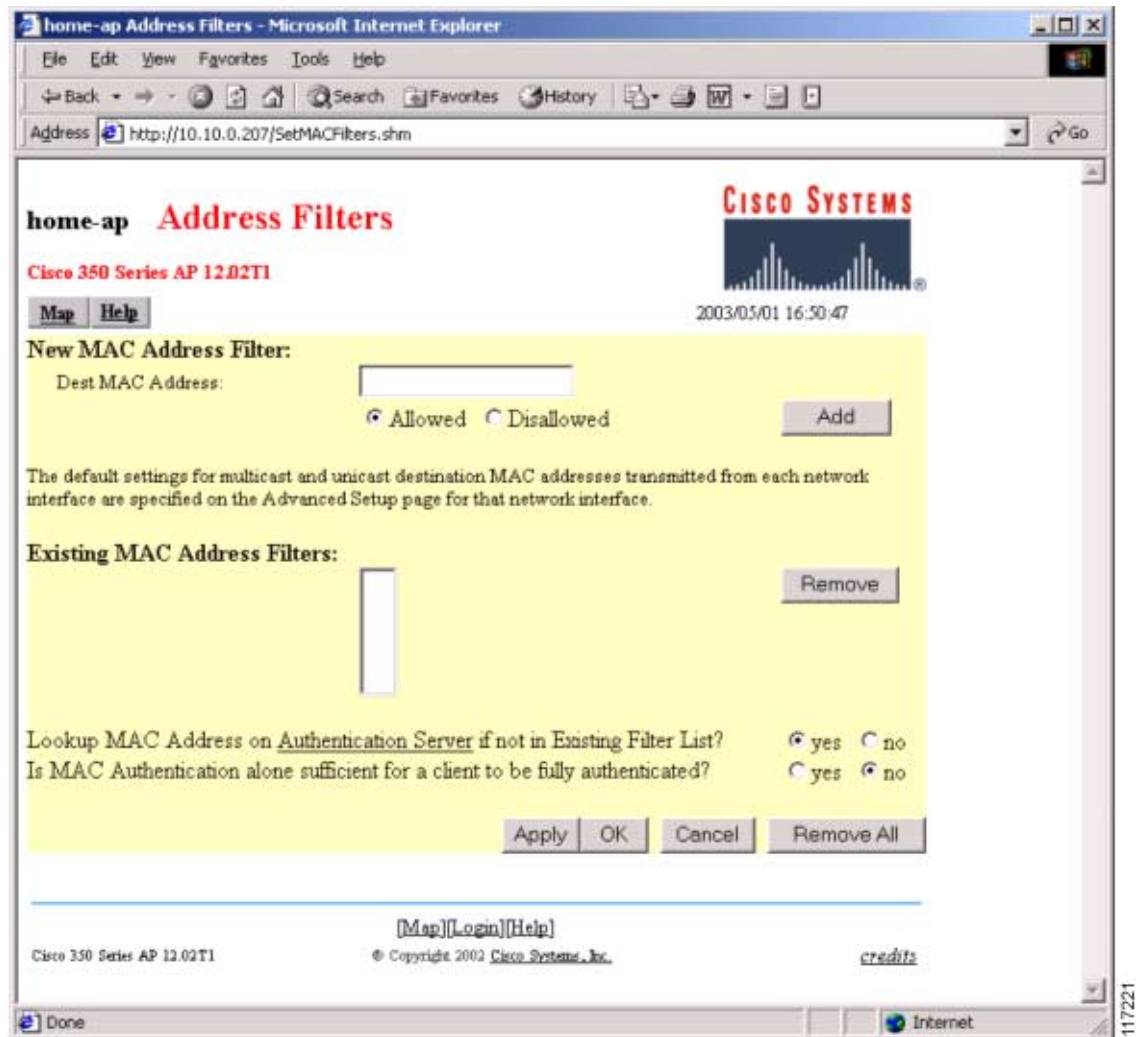 home-ap Address Filters - Microsoft Internet Explorer
File Edit View Favorites Tools Help
Back Search Favorites History
Address http://10.10.0.207/SetMACFilters.shm Go
CISCO SYSTEMS
home-ap Address Filters
Cisco 350 Series AP 12.02T1
®
Map Help 2003/05/01 16:50:47
New MAC Address Filter:
Dest MAC Address:
Allowed Disallowed Add
The default settings for multicast and unicast destination MAC addresses transmitted from each network
interface are specified on the Advanced Setup page for that network interface.
Existing MAC Address Filters:
Remove
Lookup MAC Address on Authentication Server if not in Existing Filter List? yes no
Is MAC Authentication alone sufficient for a client to be fully authenticated? yes no
Apply OK Cancel Remove All
[Map][Login][Help]
Cisco 350 Series AP 12.02T1 © Copyright 2002 Cisco Systems, Inc. credits
Done Internet
117221